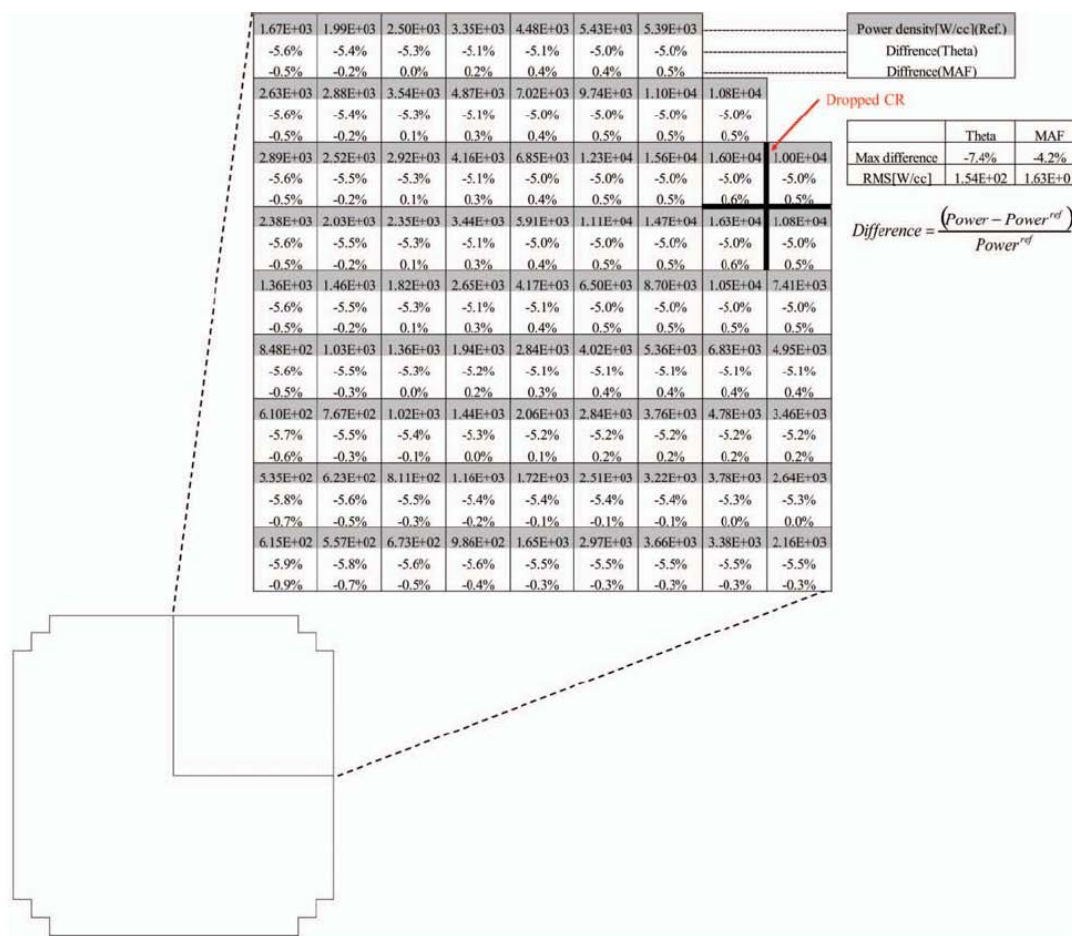 1.67E+03 1.99E+03 2.50E+03 3.35E+03 4.48E+03 5.43E+03 5.39E+03 Power density[W/cc](Ref.)
-5.6% -5.4% -5.3% -5.1% -5.1% -5.0% -5.0% Diffrence(Theta)
-0.5% -0.2% 0.0% 0.2% 0.4% 0.4% 0.5% Diffrence(MAF)
2.63E+03 2.88E+03 3.54E+03 4.87E+03 7.02E+03 9.74E+03 1.10E+04 1.08E+04
-5.6% -5.4% -5.3% -5.1% -5.0% -5.0% -5.0% -5.0%
-0.5% -0.2% 0.1% 0.3% 0.4% 0.5% 0.5% 0.5%
Dropped CR
2.89E+03 2.52E+03 2.92E+03 4.16E+03 6.85E+03 1.23E+04 1.56E+04 1.60E+04 1.00E+04
-5.6% -5.5% -5.3% -5.1% -5.0% -5.0% -5.0% -5.0% -5.0%
-0.5% -0.2% 0.1% 0.3% 0.4% 0.5% 0.5% 0.6% 0.5%
Theta MAF
Max difference -7.4% -4.2%
RMS[W/cc] 1.54E+02 1.63E+0
2.38E+03 2.03E+03 2.35E+03 3.44E+03 5.91E+03 1.11E+04 1.47E+04 1.63E+04 1.08E+04
-5.6% -5.5% -5.3% -5.1% -5.0% -5.0% -5.0% -5.0% -5.0%
-0.5% -0.2% 0.1% 0.3% 0.4% 0.5% 0.5% 0.6% 0.5%
Difference = (Power − Power^ref) / Power^ref
1.36E+03 1.46E+03 1.82E+03 2.65E+03 4.17E+03 6.50E+03 8.70E+03 1.05E+04 7.41E+03
-5.6% -5.5% -5.3% -5.1% -5.1% -5.0% -5.0% -5.0% -5.0%
-0.5% -0.2% 0.1% 0.3% 0.4% 0.5% 0.5% 0.5% 0.5%
8.48E+02 1.03E+03 1.36E+03 1.94E+03 2.84E+03 4.02E+03 5.36E+03 6.83E+03 4.95E+03
-5.6% -5.5% -5.3% -5.2% -5.1% -5.1% -5.1% -5.1% -5.1%
-0.5% -0.3% 0.0% 0.2% 0.3% 0.4% 0.4% 0.4% 0.4%
6.10E+02 7.67E+02 1.02E+03 1.44E+03 2.06E+03 2.84E+03 3.76E+03 4.78E+03 3.46E+03
-5.7% -5.5% -5.4% -5.3% -5.2% -5.2% -5.2% -5.2% -5.2%
-0.6% -0.3% -0.1% 0.0% 0.1% 0.2% 0.2% 0.2% 0.2%
5.35E+02 6.23E+02 8.11E+02 1.16E+03 1.72E+03 2.51E+03 3.22E+03 3.78E+03 2.64E+03
-5.8% -5.6% -5.5% -5.4% -5.4% -5.4% -5.4% -5.3% -5.3%
-0.7% -0.5% -0.3% -0.2% -0.1% -0.1% -0.1% 0.0% 0.0%
6.15E+02 5.57E+02 6.73E+02 9.86E+02 1.65E+03 2.97E+03 3.66E+03 3.38E+03 2.16E+03
-5.9% -5.8% -5.6% -5.6% -5.5% -5.5% -5.5% -5.5% -5.5%
-0.9% -0.7% -0.5% -0.4% -0.3% -0.3% -0.3% -0.3% -0.3%